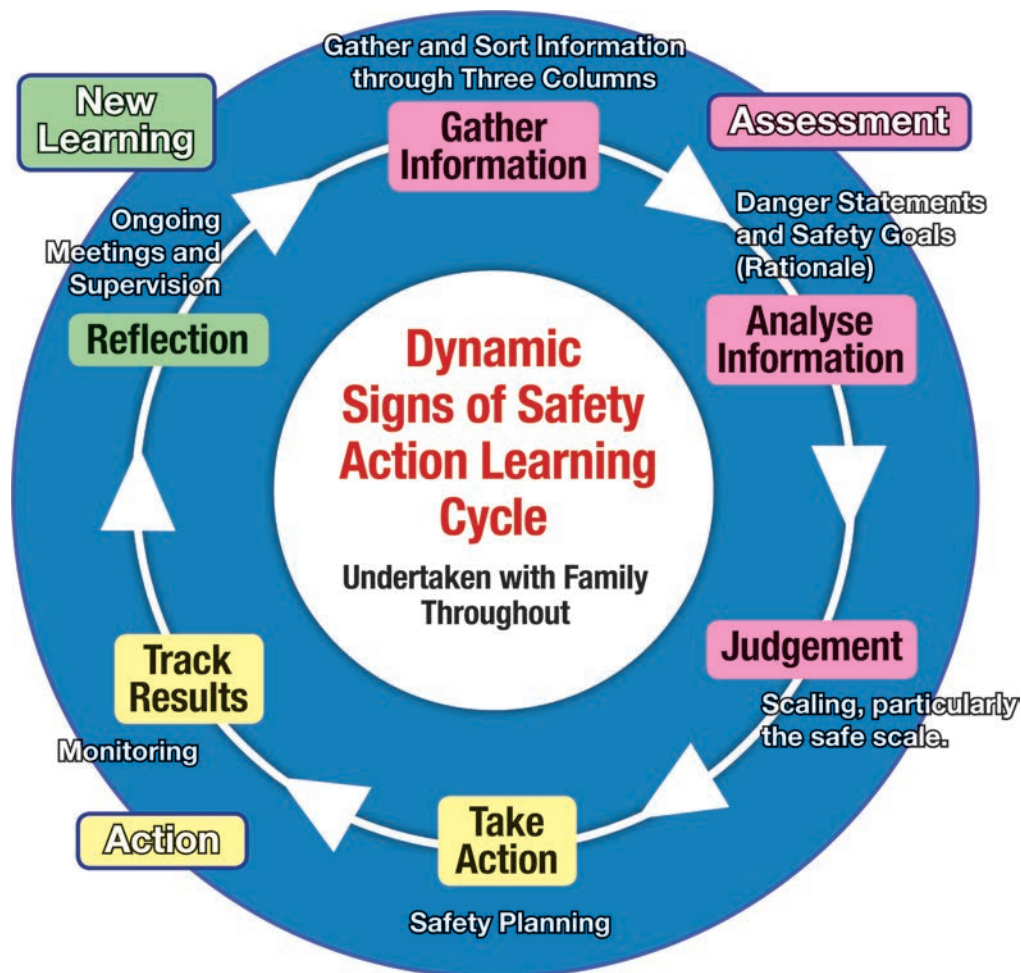 Gather and Sort Information
through Three Columns
New
Learning
Gather
Information
Assessment
Danger Statements
and Safety Goals
(Rationale)
Analyse
Information
Ongoing
Meetings and
Supervision
Reflection
Dynamic
Signs of Safety
Action Learning
Cycle
Undertaken with Family
Throughout
Judgement
Scaling, particularly
the safe scale.
Track
Results
Monitoring
Action
Take
Action
Safety Planning